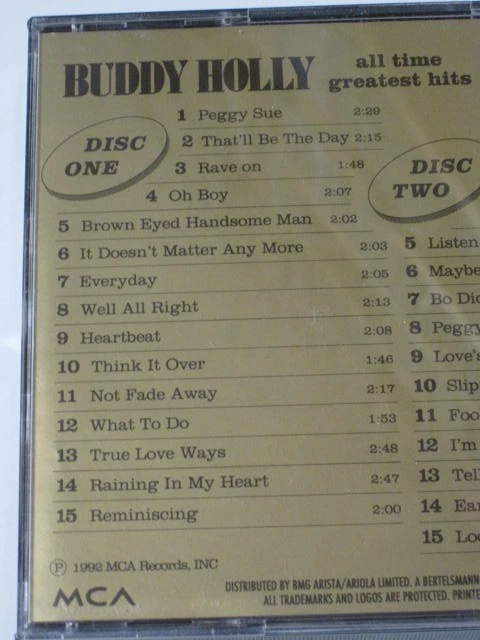 BUDDY HOLLY
all time
greatest hits
DISC
ONE
1 Peggy Sue 2:29
2 That'll Be The Day 2:15
3 Rave on 1:48
4 Oh Boy 2:07
5 Brown Eyed Handsome Man 2:02
6 It Doesn't Matter Any More 2:03
7 Everyday 2:05
8 Well All Right 2:13
9 Heartbeat 2:08
10 Think It Over 1:46
11 Not Fade Away 2:17
12 What To Do 1:53
13 True Love Ways 2:48
14 Raining In My Heart 2:47
15 Reminiscing 2:00
DISC
TWO
5 Listen
6 Maybe
7 Bo Did
8 Peggy
9 Love's
10 Slip
11 Foo
12 I'm
13 Tell
14 Ear
15 Loo
Ⓟ 1992 MCA Records, INC
MCA
DISTRIBUTED BY BMG ARISTA/ARIOLA LIMITED. A BERTELSMANN
ALL TRADEMARKS AND LOGOS ARE PROTECTED. PRINTE